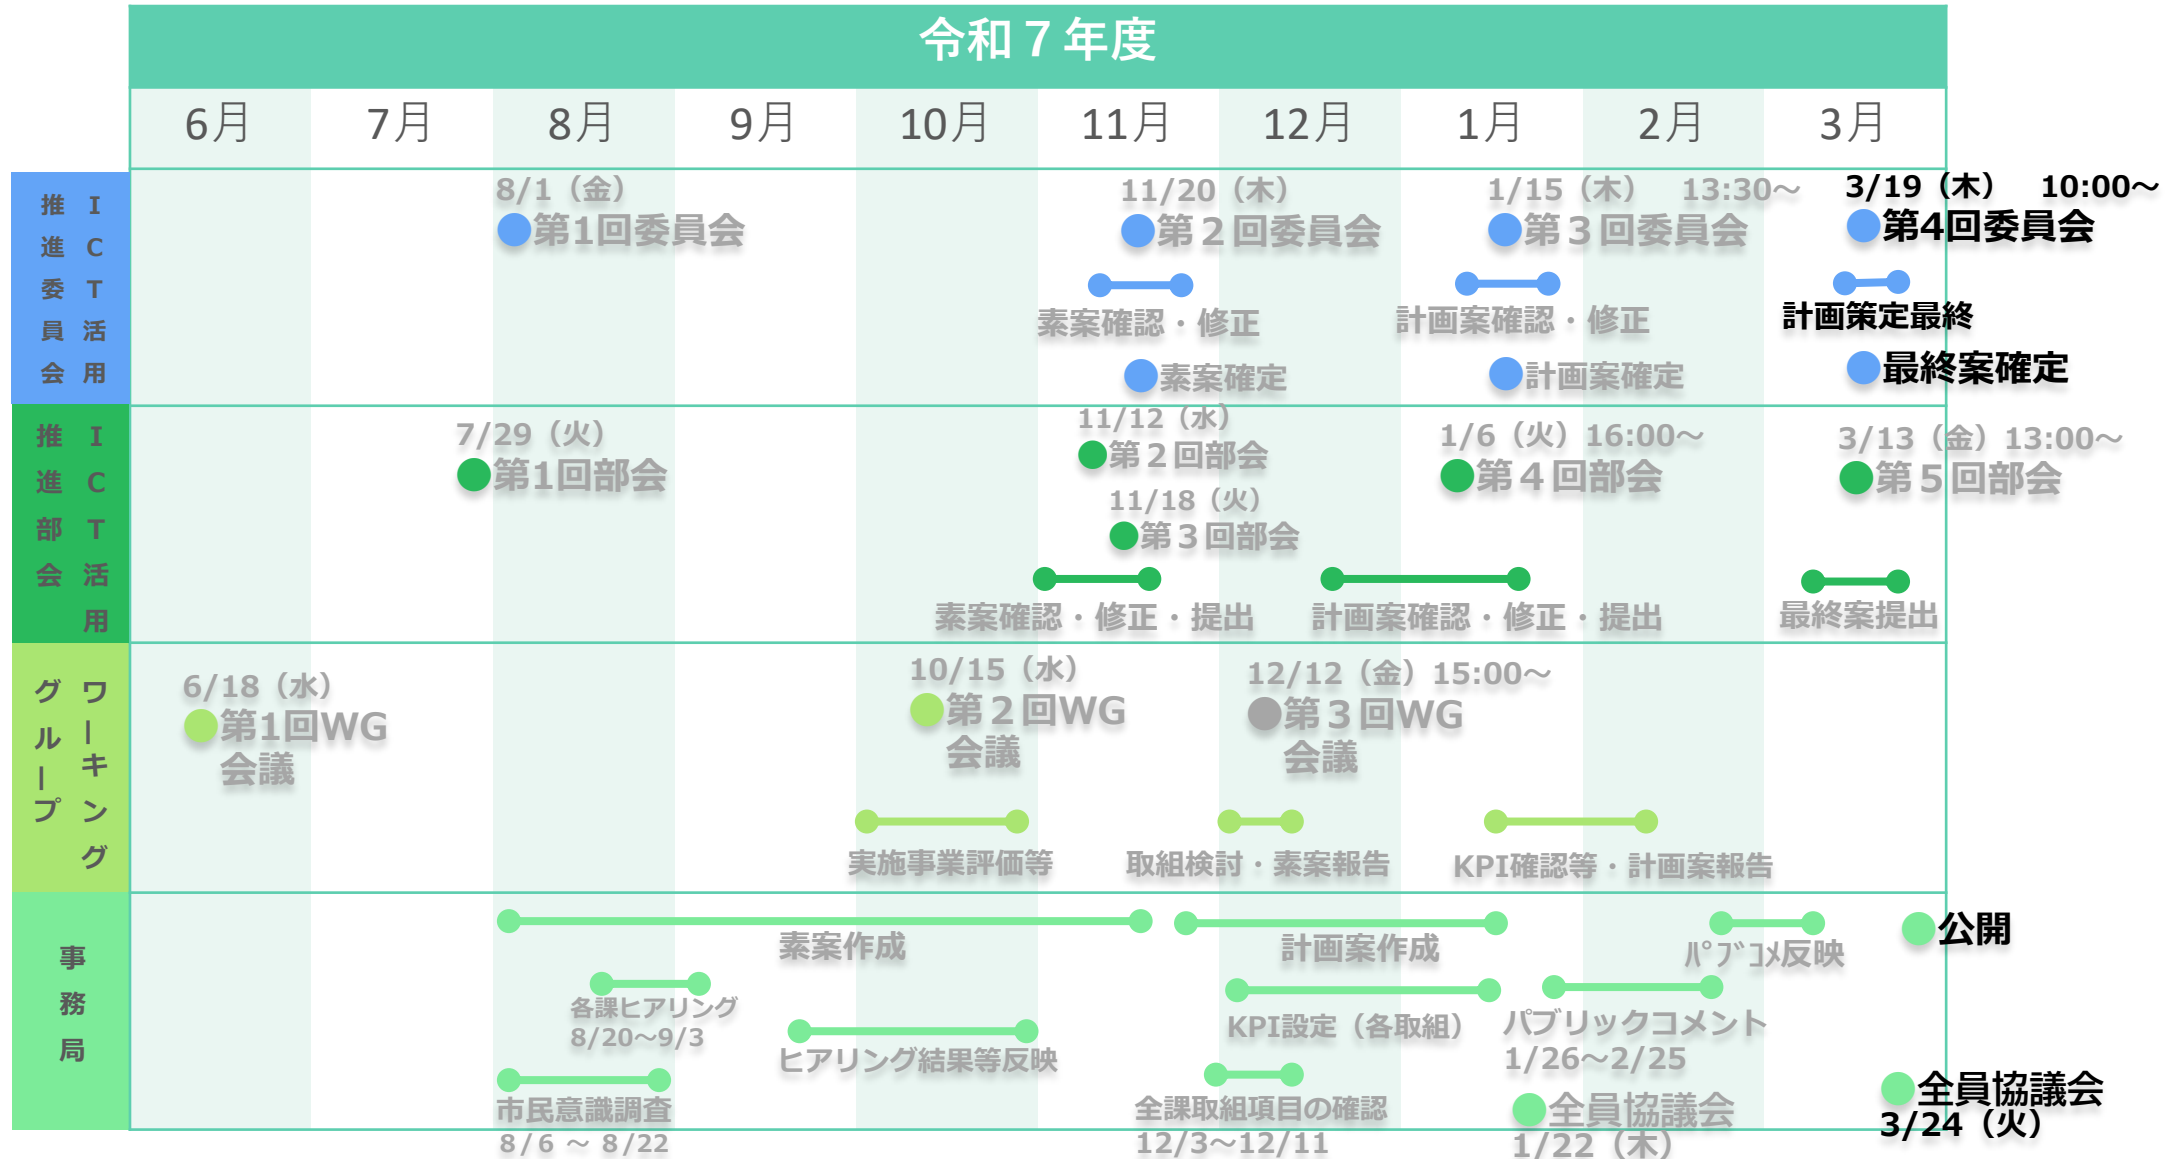 令和７年度
6月
7月
8月
9月
10月
11月
12月
1月
2月
3月
ＩＣＴ活用
推進委員会
8/1（金）
第1回委員会
11/20（木）
第２回委員会
1/15（木） 13:30～
第３回委員会
3/19（木） 10:00～
第4回委員会
素案確認・修正
計画案確認・修正
計画策定最終
素案確定
計画案確定
最終案確定
ＩＣＴ活用
推進部会
7/29（火）
第1回部会
11/12（水）
第２回部会
11/18（火）
第３回部会
1/6（火）16:00～
第４回部会
3/13（金）13:00～
第５回部会
素案確認・修正・提出
計画案確認・修正・提出
最終案提出
ワーキング
グループ
6/18（水）
第1回WG
会議
10/15（水）
第２回WG
会議
12/12（金）15:00～
第３回WG
会議
実施事業評価等
取組検討・素案報告
KPI確認等・計画案報告
事務局
素案作成
計画案作成
ﾊﾟﾌﾞｺﾒ反映
公開
各課ヒアリング
8/20～9/3
ヒアリング結果等反映
KPI設定（各取組）
パブリックコメント
1/26～2/25
市民意識調査
8/6 ～ 8/22
全課取組項目の確認
12/3～12/11
全員協議会
1/22（木）
全員協議会
3/24（火）